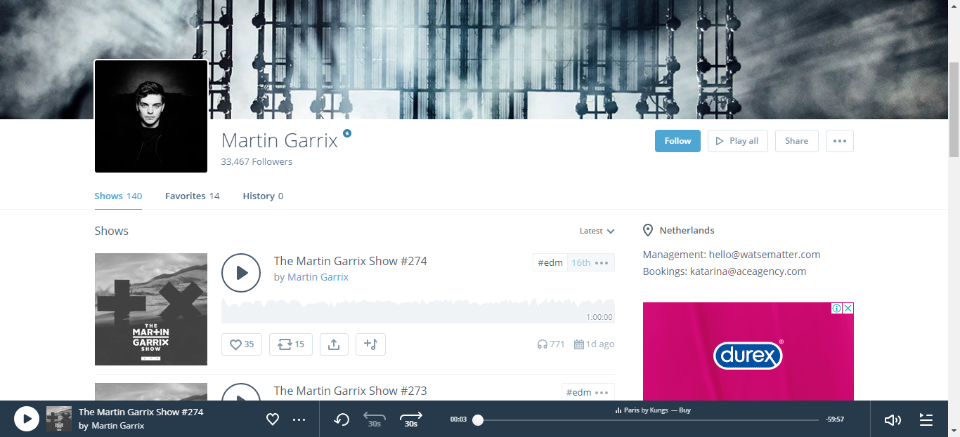 Martin Garrix
33,467 Followers
Follow
Play all
Share
Shows 140
Favorites 14
History 0
Shows
Latest
Netherlands
Management: hello@watsematter.com
Bookings: katarina@aceagency.com
The Martin Garrix Show #274
by Martin Garrix
#edm
16th
1:00:00
35
15
771
1d ago
THE
MARTIN
GARRIX
SHOW
durex
The Martin Garrix Show #273
#edm
The Martin Garrix Show #274
by Martin Garrix
30s
30s
00:03
Paris by Kungs — Buy
-59:57